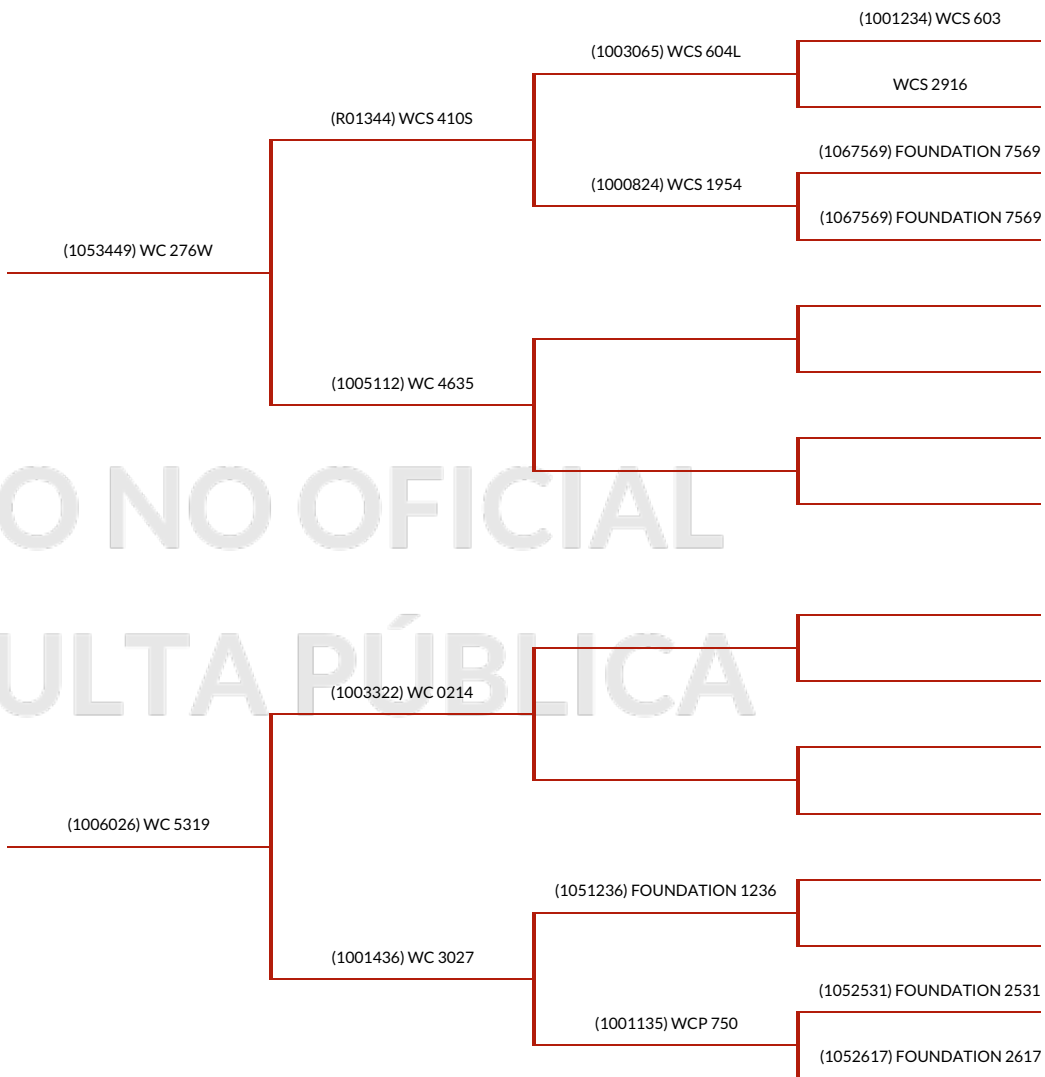 (1001234) WCS 603
(1003065) WCS 604L
WCS 2916
(R01344) WCS 410S
(1067569) FOUNDATION 7569
(1000824) WCS 1954
(1067569) FOUNDATION 7569
(1053449) WC 276W
(1005112) WC 4635
O NO OFICIAL
ULTA PÚBLICA
(1003322) WC 0214
(1006026) WC 5319
(1051236) FOUNDATION 1236
(1001436) WC 3027
(1052531) FOUNDATION 2531
(1001135) WCP 750
(1052617) FOUNDATION 2617